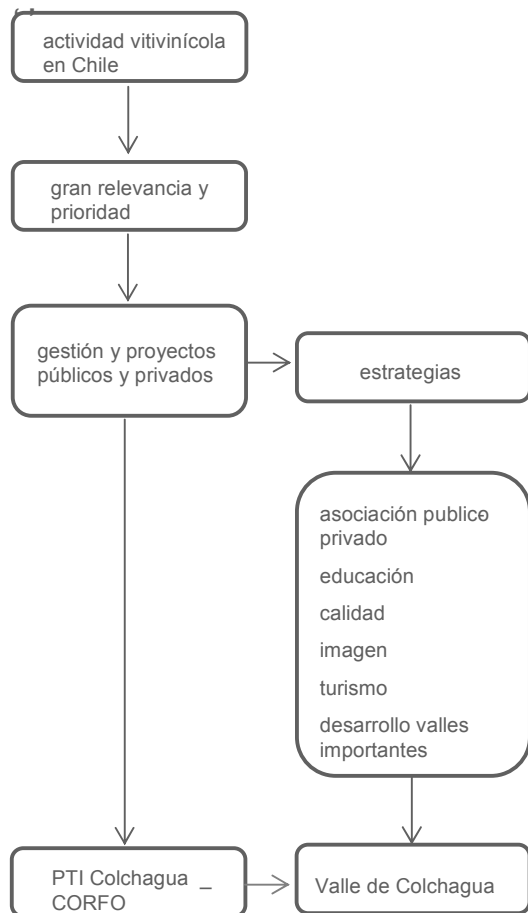 actividad vitivinícola
en Chile
gran relevancia y
prioridad
gestión y proyectos
públicos y privados
estrategias
asociación publico-
privado
educación
calidad
imagen
turismo
desarrollo valles
importantes
PTI Colchagua _
CORFO
Valle de Colchagua